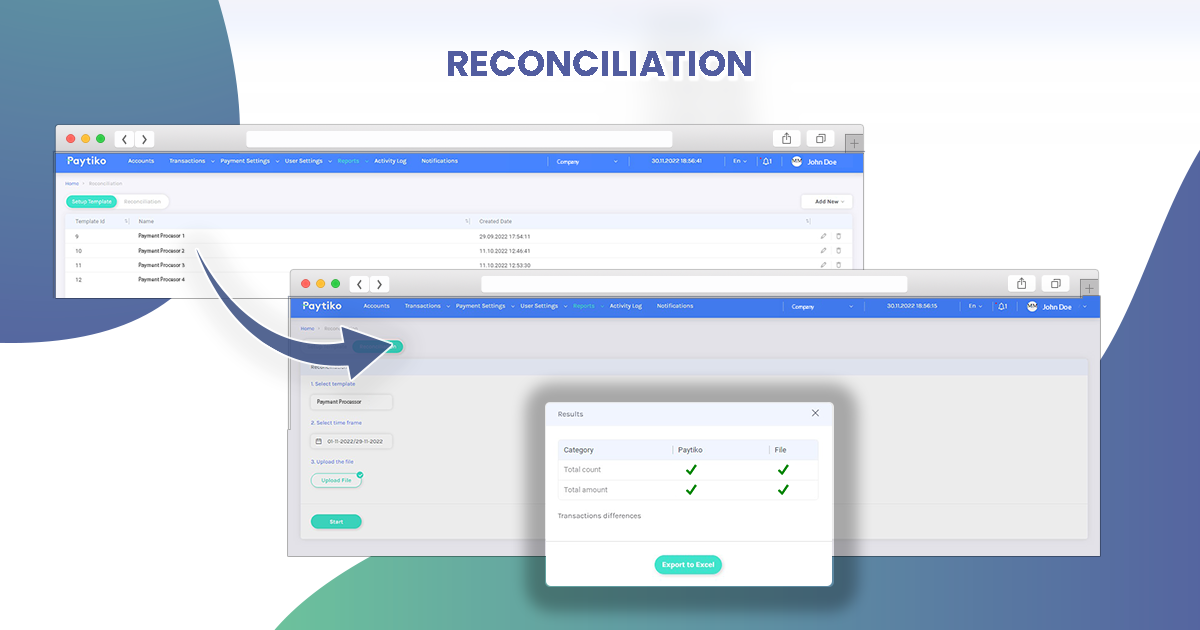 RECONCILIATION
Paytiko Accounts Transactions Payment Settings User Settings Reports Activity Log Notifications Company 30.11.2022 18:56:41 En 1 MM John Doe
Home > Reconciliation
Setup Template Reconciliation Add New
Template Id Name Created Date
9 Payment Procesor 1 29.09.2022 17:54:11
10 Payment Procesor 2 11.10.2022 12:46:41
11 Payment Procesor 3 11.10.2022 12:53:30
12 Payment Procesor 4
Paytiko Accounts Transactions Payment Settings User Settings Reports Activity Log Notifications Company 30.11.2022 18:56:15 En 1 MM John Doe
Home >
Reconciliation
1. Select template
Payment Processor
2. Select time frame
01-11-2022/29-11-2022
3. Upload the file
Upload File
Start
Results
Category Paytiko File
Total count
Total amount
Transactions differences
Export to Excel